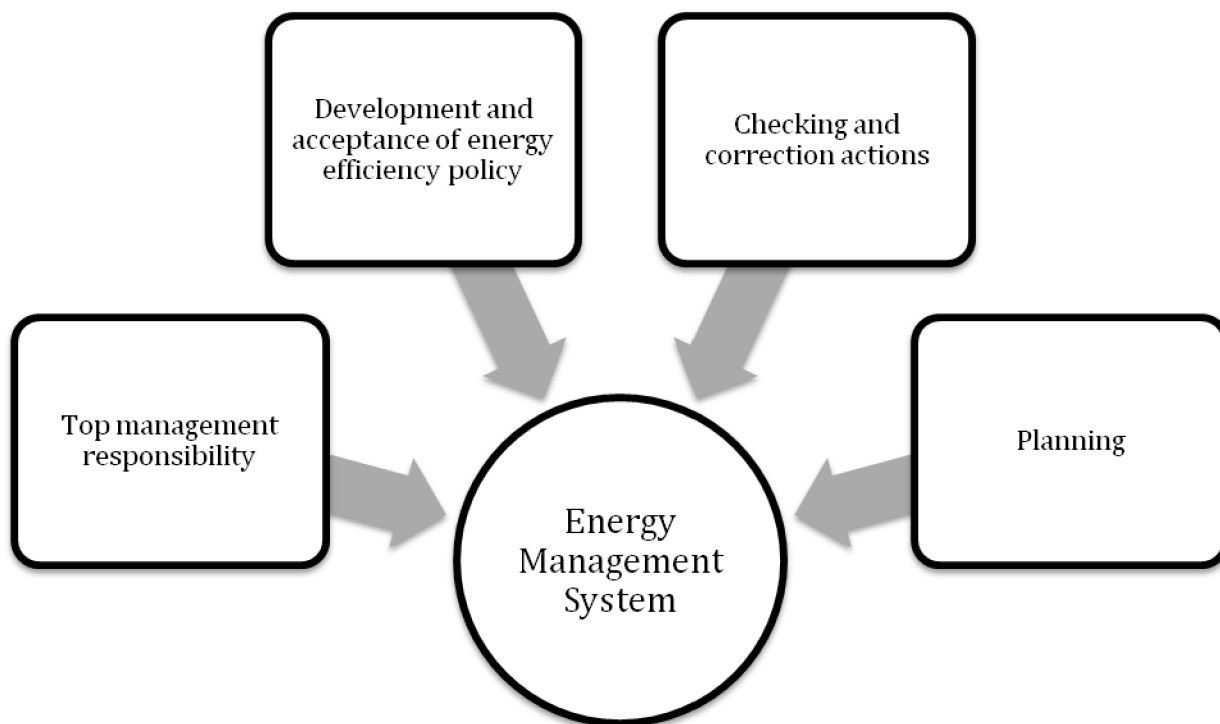 Development and
acceptance of energy
efficiency policy
Checking and
correction actions
Top management
responsibility
Planning
Energy
Management
System